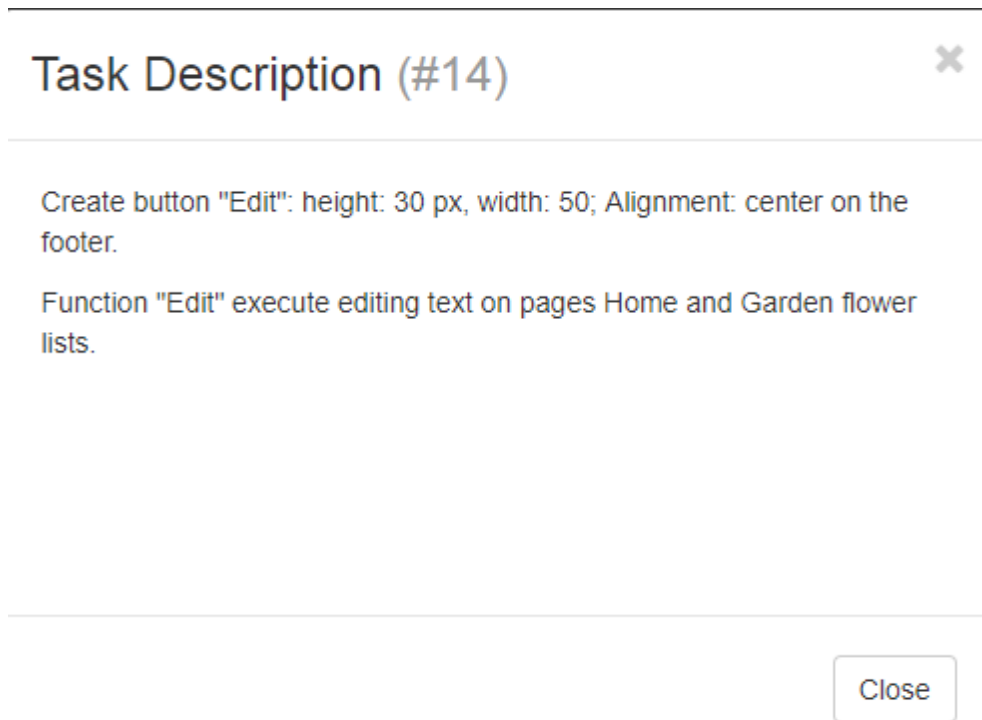 Task Description (#14)
Create button "Edit": height: 30 px, width: 50; Alignment: center on the
footer.
Function "Edit" execute editing text on pages Home and Garden flower
lists.
Close